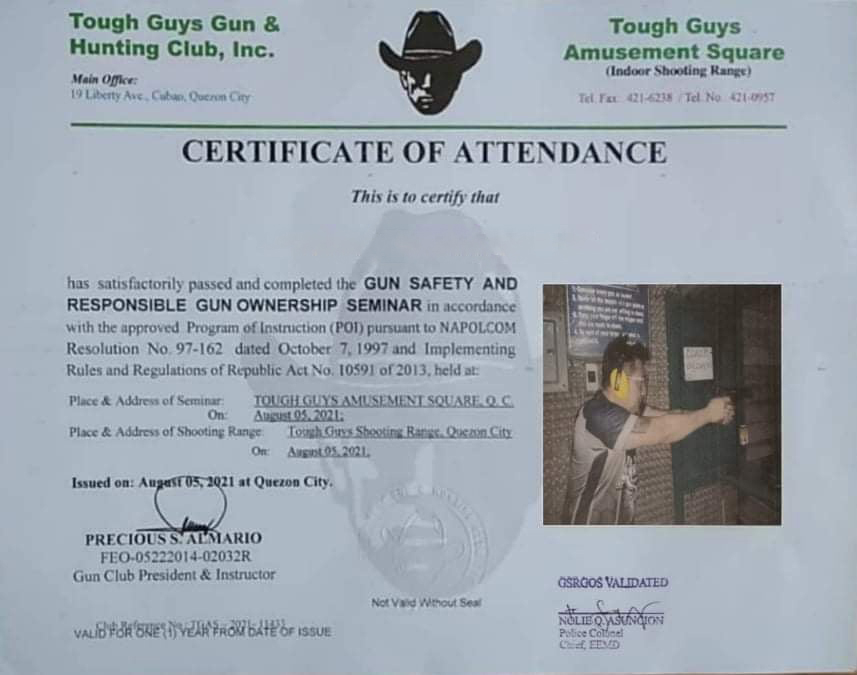 Tough Guys Gun &
Hunting Club, Inc.
Main Office:
19 Liberty Ave., Cubao, Quezon City
Tough Guys
Amusement Square
(Indoor Shooting Range)
Tel. Fax: 421-6238 / Tel. No. 421-0957
CERTIFICATE OF ATTENDANCE
This is to certify that
has satisfactorily passed and completed the GUN SAFETY AND
RESPONSIBLE GUN OWNERSHIP SEMINAR in accordance
with the approved Program of Instruction (POI) pursuant to NAPOLCOM
Resolution No. 97-162 dated October 7, 1997 and Implementing
Rules and Regulations of Republic Act No. 10591 of 2013, held at:
Place & Address of Seminar: TOUGH GUYS AMUSEMENT SQUARE, Q. C.
On: August 05, 2021;
Place & Address of Shooting Range: Tough Guys Shooting Range, Quezon City
On: August 05, 2021.
Issued on: August 05, 2021 at Quezon City.
PRECIOUS S. ALMARIO
FEO-05222014-02032R
Gun Club President & Instructor
Not Valid Without Seal
Club Reference No.
VALID FOR ONE (1) YEAR FROM DATE OF ISSUE
GSRGOS VALIDATED
NOLIE Q. ASUNCION
Police Colonel
Chief, EEMD